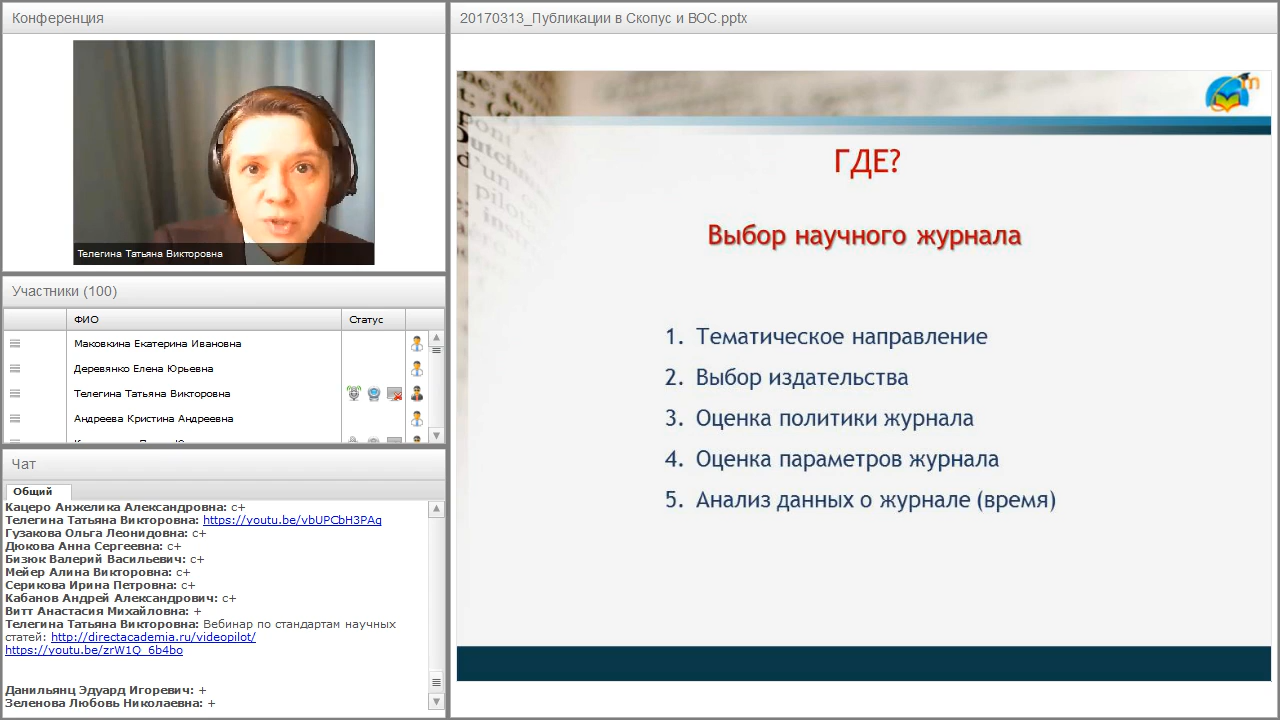 Конференция
Телегина Татьяна Викторовна
Участники (100)
ФИО
Статус
Маковкина Екатерина Ивановна
Деревянко Елена Юрьевна
Телегина Татьяна Викторовна
Андреева Кристина Андреевна
Чат
Общий
Кацеро Анжелика Александровна: с+
Телегина Татьяна Викторовна: https://youtu.be/vbUPCbH3PAg
Гузакова Ольга Леонидовна: с+
Дюкова Анна Сергеевна: с+
Бизюк Валерий Васильевич: с+
Мейер Алина Викторовна: с+
Серикова Ирина Петровна: с+
Кабанов Андрей Александрович: с+
Витт Анастасия Михайловна: +
Телегина Татьяна Викторовна: Вебинар по стандартам научных
статей: http://directacademia.ru/videopilot/
https://youtu.be/zrW1Q_6b4bo
Данильянц Эдуард Игоревич: +
Зеленова Любовь Николаевна: +
20170313_Публикации в Скопус и ВОС.pptx
ГДЕ?
Выбор научного журнала
1. Тематическое направление
2. Выбор издательства
3. Оценка политики журнала
4. Оценка параметров журнала
5. Анализ данных о журнале (время)